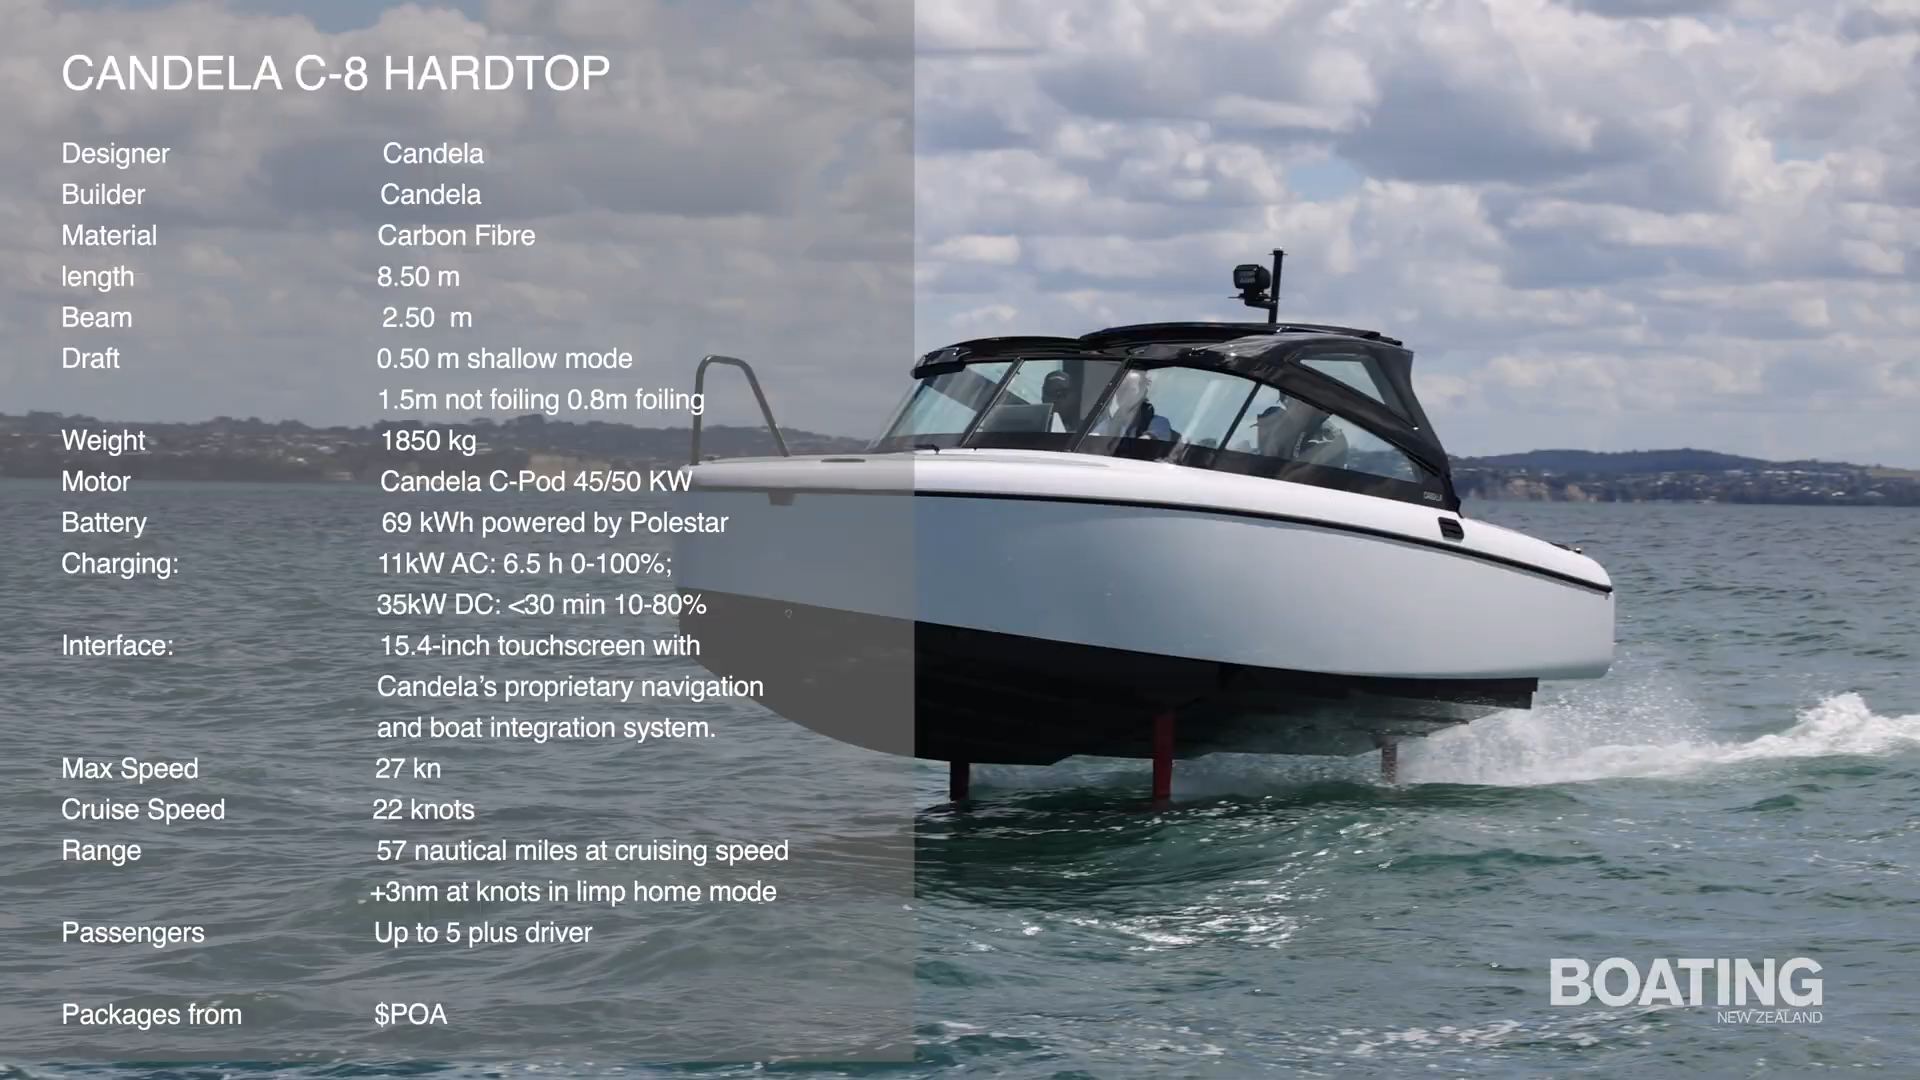 CANDELA C-8 HARDTOP
Designer Candela
Builder Candela
Material Carbon Fibre
length 8.50 m
Beam 2.50 m
Draft 0.50 m shallow mode
1.5m not foiling 0.8m foiling
Weight 1850 kg
Motor Candela C-Pod 45/50 KW
Battery 69 kWh powered by Polestar
Charging: 11kW AC: 6.5 h 0-100%;
35kW DC: <30 min 10-80%
Interface: 15.4-inch touchscreen with
Candela’s proprietary navigation
and boat integration system.
Max Speed 27 kn
Cruise Speed 22 knots
Range 57 nautical miles at cruising speed
+3nm at knots in limp home mode
Passengers Up to 5 plus driver
Packages from $POA
CANDELA
BOATING
NEW ZEALAND